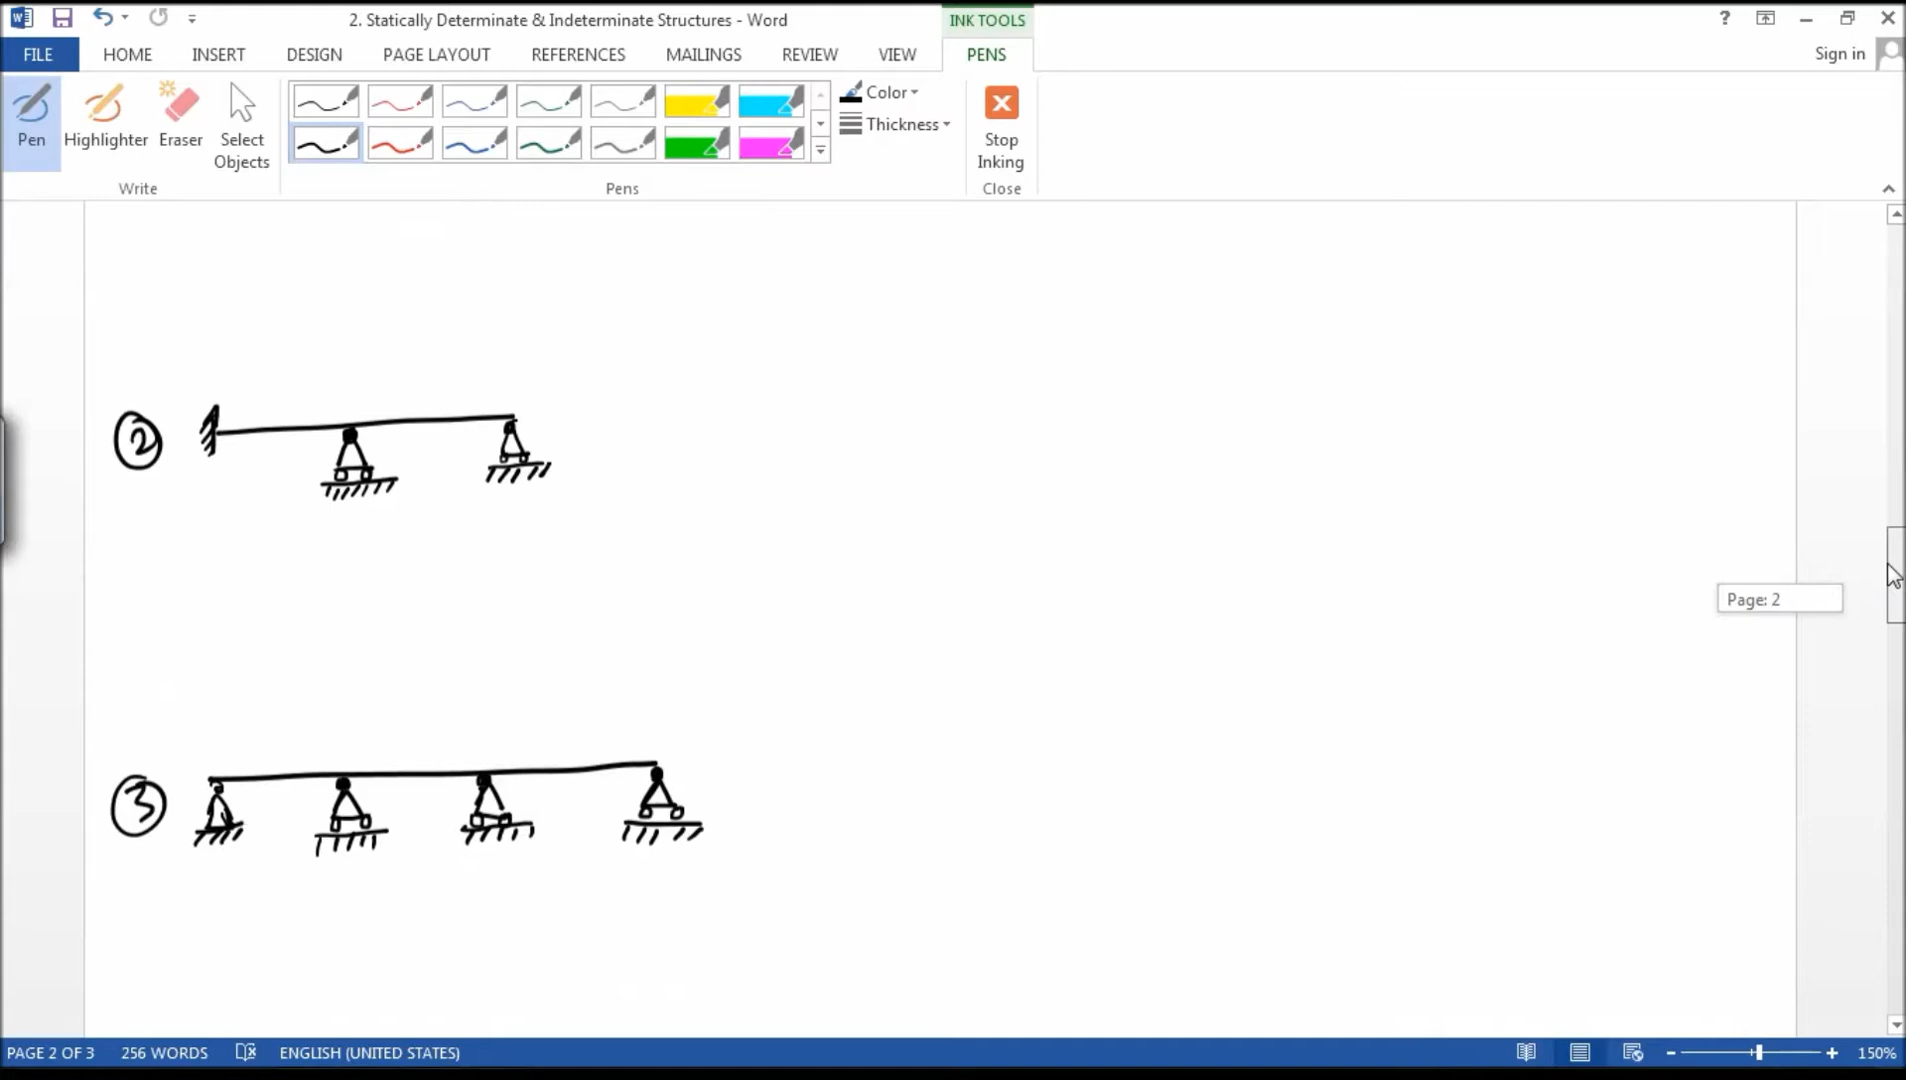 2. Statically Determinate & Indeterminate Structures - Word
INK TOOLS
?
FILE HOME INSERT DESIGN PAGE LAYOUT REFERENCES MAILINGS REVIEW VIEW PENS
Sign in
Pen Highlighter Eraser Select Objects
Color
Thickness
Stop Inking
Write Pens Close
2
Page: 2
3
PAGE 2 OF 3 256 WORDS ENGLISH (UNITED STATES) 150%